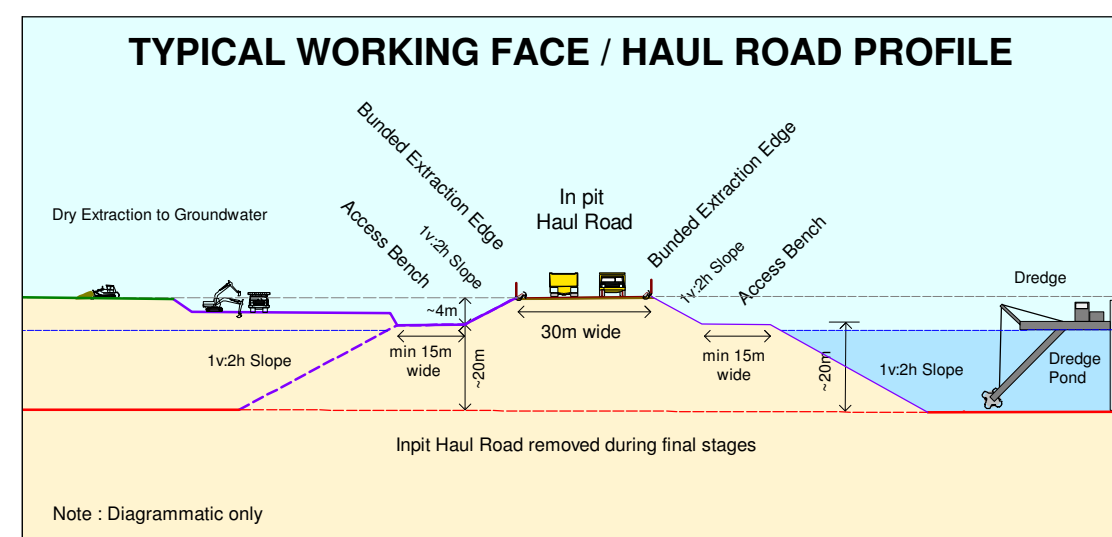 TYPICAL WORKING FACE / HAUL ROAD PROFILE
Dry Extraction to Groundwater
Access Bench
Bunded Extraction Edge
1v:2h Slope
In pit
Haul Road
Bunded Extraction Edge
1v:2h Slope
Access Bench
Dredge
~4m
30m wide
1v:2h Slope
min 15m
wide
~20m
min 15m
wide
~20m
1v:2h Slope
Dredge
Pond
Inpit Haul Road removed during final stages
Note : Diagrammatic only